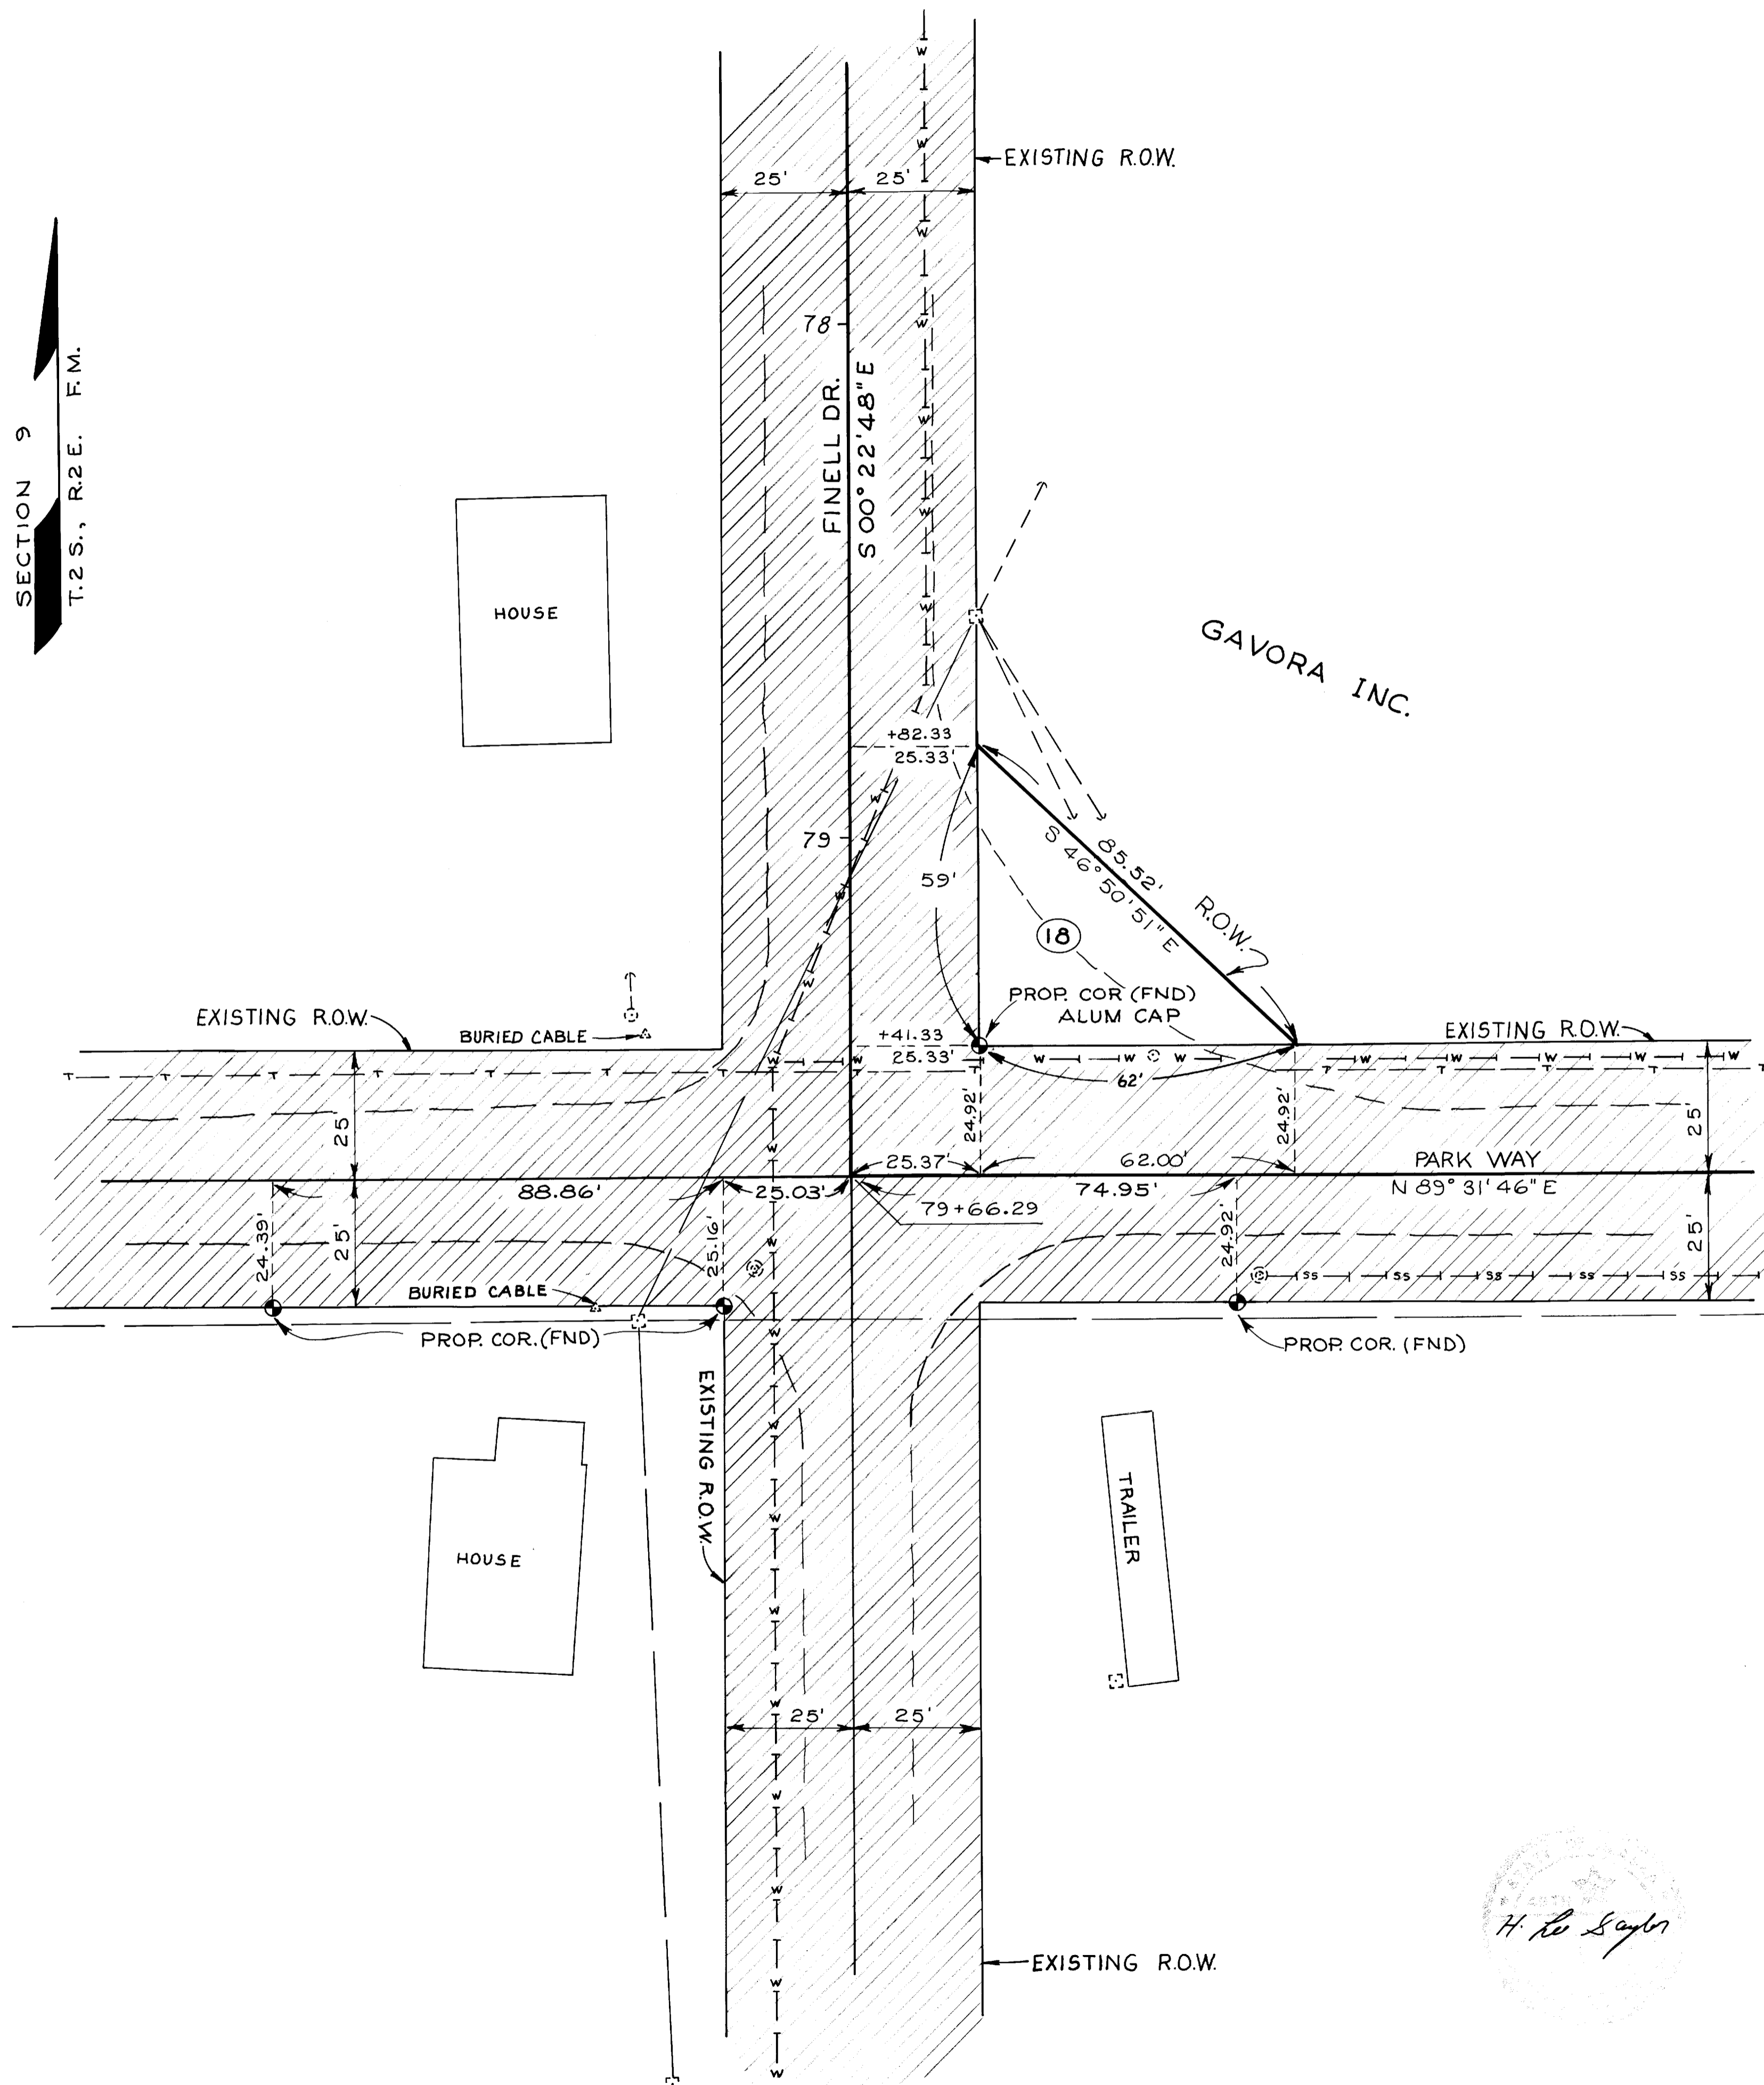 EXISTING R.O.W.
25' 25'
SECTION 9
T.2 S., R.2 E. F.M.
78
FINELL DR.
S 00° 22' 48" E
HOUSE
GAVORA INC.
+82.33
25.33'
79
59'
85.52'
S 46° 50' 51" E
R.O.W.
18
PROP. COR (FND)
ALUM CAP
EXISTING R.O.W.
BURIED CABLE
+41.33
25.33'
EXISTING R.O.W.
62'
25
24.92'
24.92'
25
25.37'
62.00'
PARK WAY
N 89° 31' 46" E
88.86'
25.03'
79+66.29
74.95'
24.39'
25'
25.16'
24.92'
25'
BURIED CABLE
PROP. COR. (FND)
PROP. COR. (FND)
EXISTING R.O.W.
HOUSE
TRAILER
25' 25'
EXISTING R.O.W.
W
T
SS
H. Lee Saylor